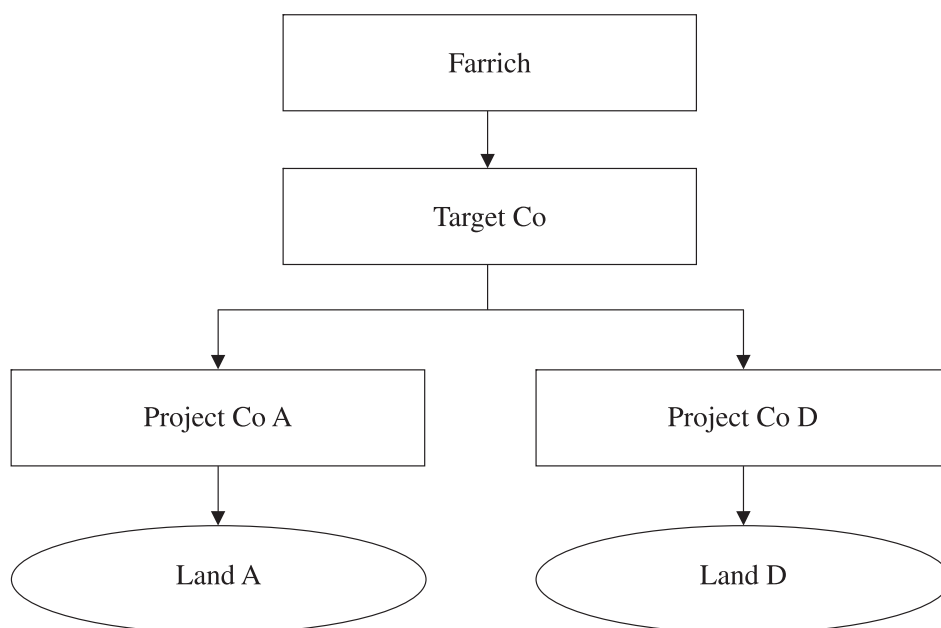 Farrich
Target Co
Project Co A
Project Co D
Land A
Land D